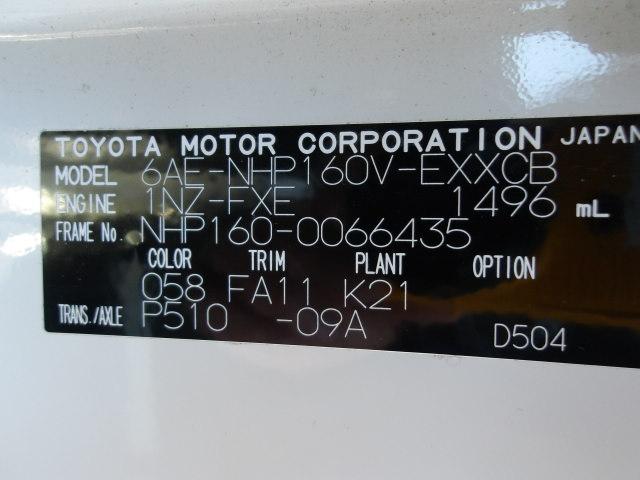 TOYOTA MOTOR CORPORATION JAPAN
MODEL 6AE-NHP160V-EXXCB
ENGINE 1NZ-FXE 1496 mL
FRAME No. NHP160-0066435
COLOR TRIM PLANT OPTION
058 FA11 K21
TRANS./AXLE P510 -09A
D504